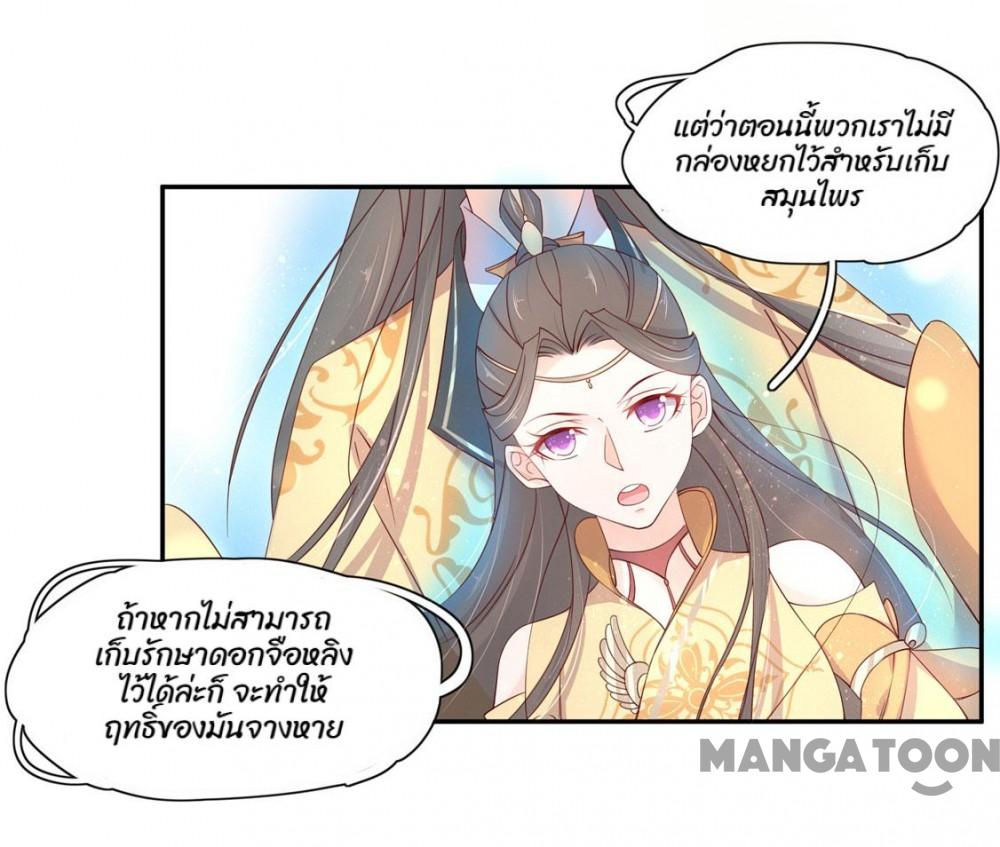 แต่ว่าตอนนี้พวกเราไม่มี
กล่องหยกไว้สำหรับเก็บ
สมุนไพร
ถ้าหากไม่สามารถ
เก็บรักษาดอกจือหลิง
ไว้ได้ล่ะก็ จะทำให้
ฤทธิ์ของมันจางหาย
MANGATOON